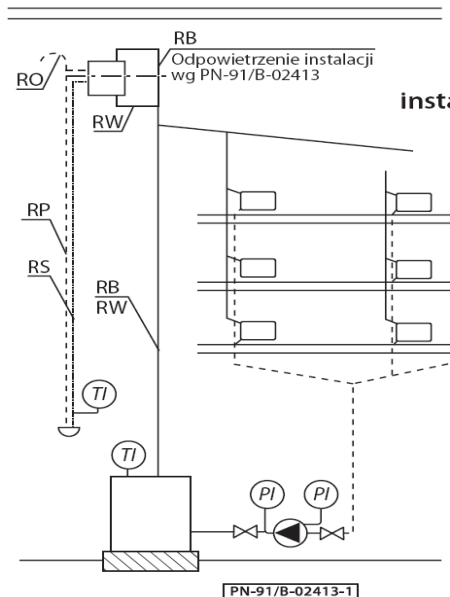 RB
Odpowietrzenie instalacji
wg PN-91/B-02413
RO
RW
insta
RP
RS
RB
RW
TI
TI
PI
PI
PN-91/B-02413-1